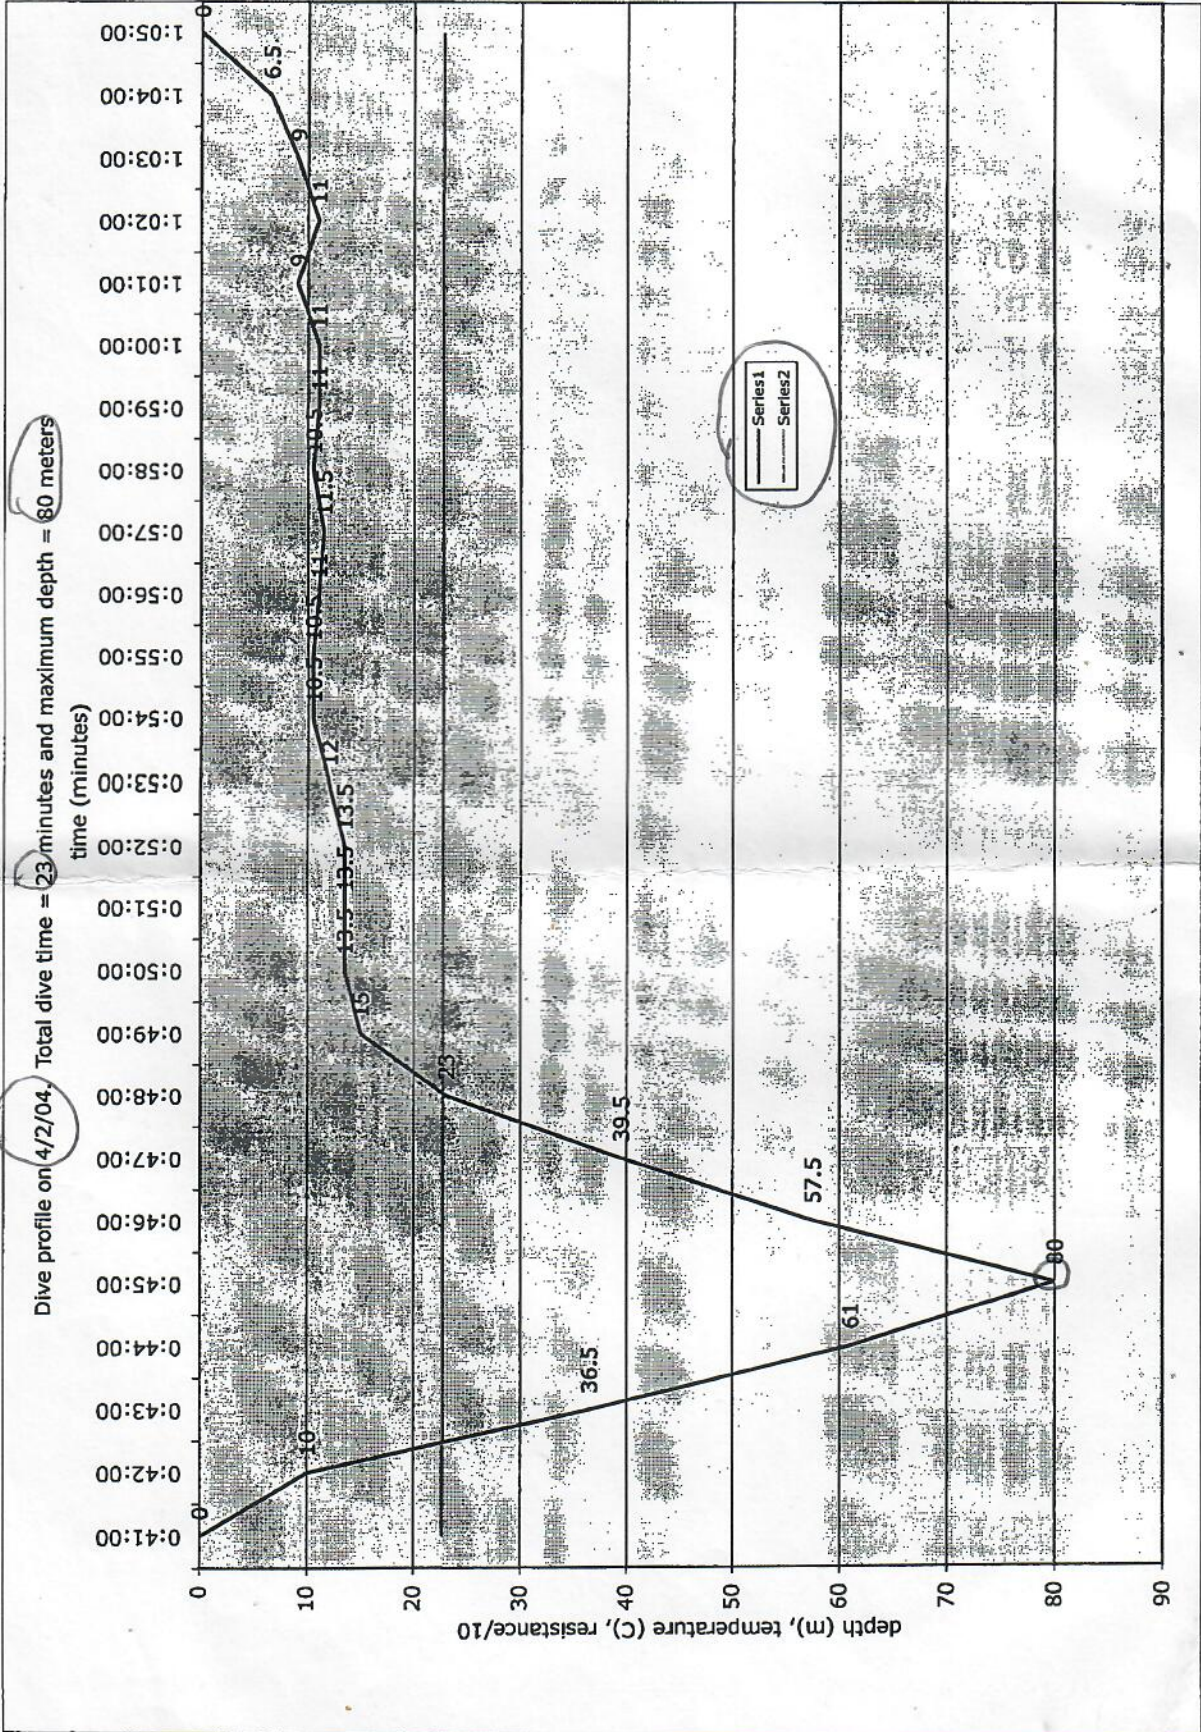 Dive profile on 4/2/04. Total dive time = 23 minutes and maximum depth = 80 meters
time (minutes)
0:41:00 0:42:00 0:43:00 0:44:00 0:45:00 0:46:00 0:47:00 0:48:00 0:49:00 0:50:00 0:51:00 0:52:00 0:53:00 0:54:00 0:55:00 0:56:00 0:57:00 0:58:00 0:59:00 1:00:00 1:01:00 1:02:00 1:03:00 1:04:00 1:05:00
depth (m), temperature (C), resistance/10
0
10
20
30
40
50
60
70
80
90
0 10 36.5 61 80 57.5 39.5 23 15 13.5 13.5 13.5 12 10.5 10.5 11 11.5 10.5 11 11 9 11 9 6.5 0
Series1
Series2